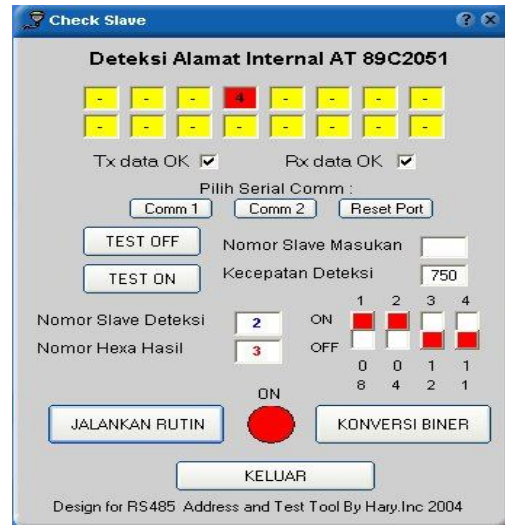 Check Slave
Deteksi Alamat Internal AT 89C2051
- - - 4 - - - -
- - - - - - - -
Tx data OK Rx data OK
Pilih Serial Comm :
Comm 1 Comm 2 Reset Port
TEST OFF Nomor Slave Masukan
TEST ON Kecepatan Deteksi 750
1 2 3 4
Nomor Slave Deteksi 2 ON
Nomor Hexa Hasil 3 OFF
0 0 1 1
8 4 2 1
ON
JALANKAN RUTIN KONVERSI BINER
KELUAR
Design for RS485 Address and Test Tool By Hary.Inc 2004